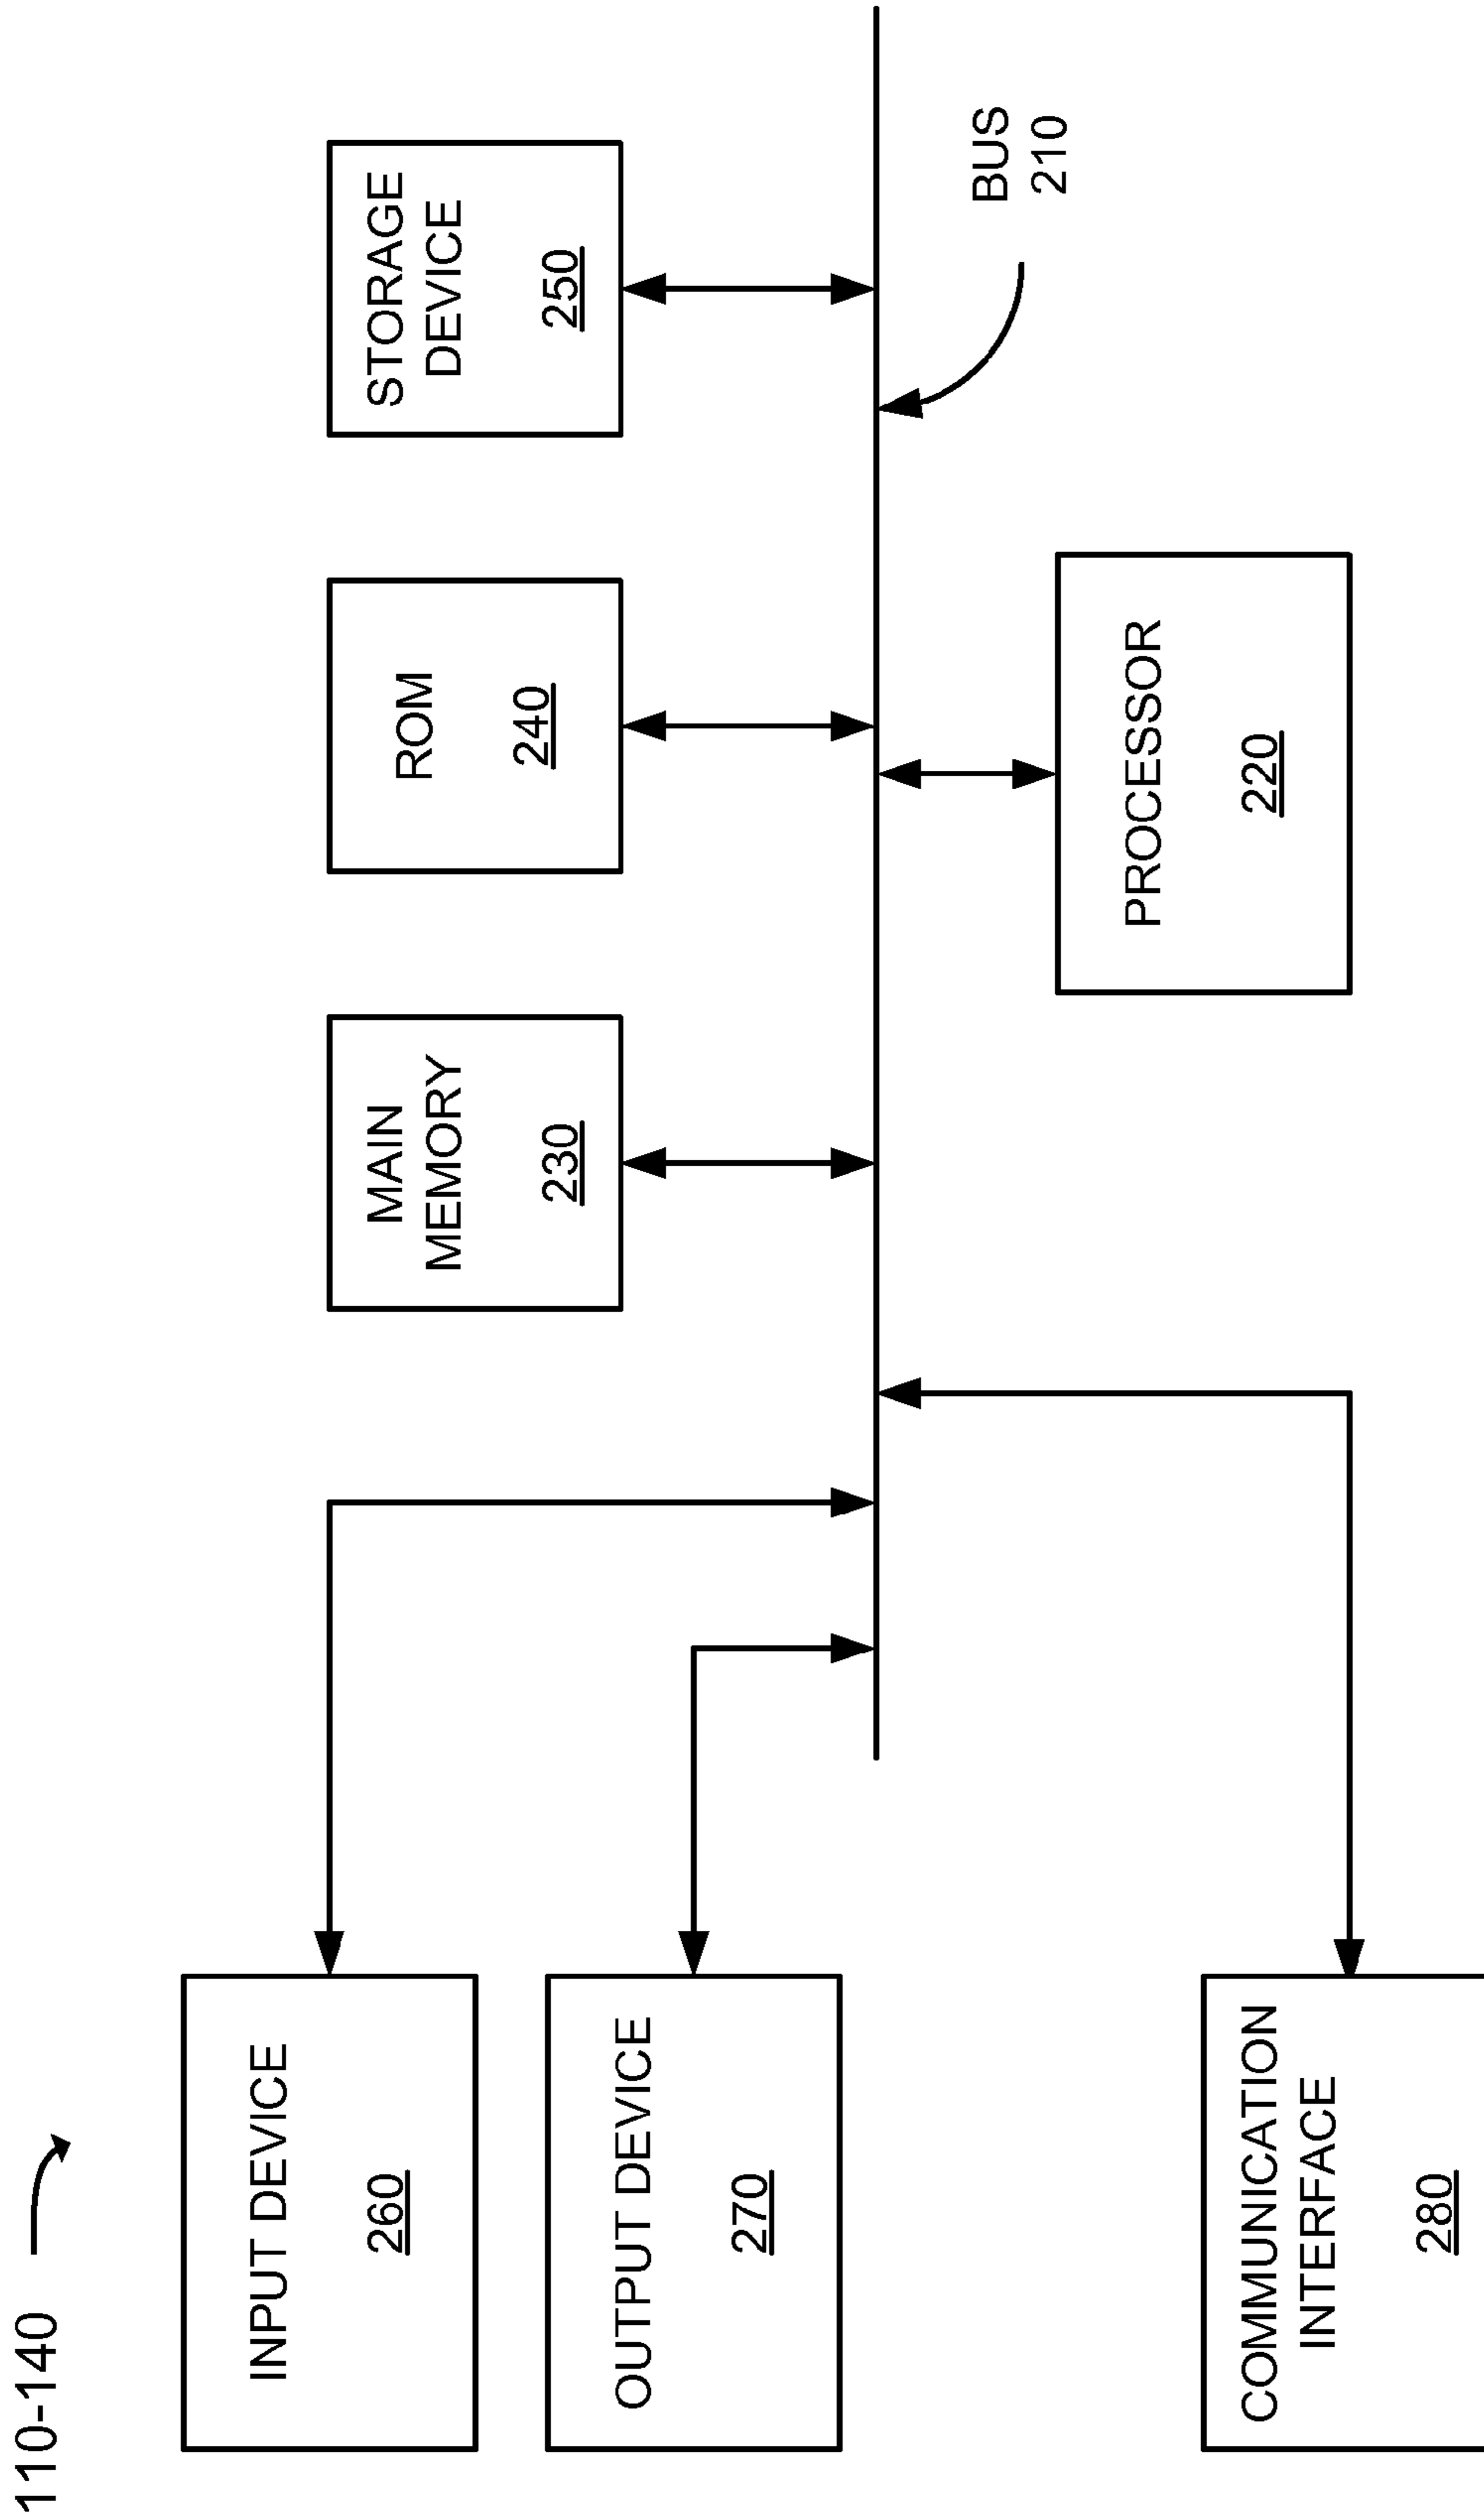 110-140
INPUT DEVICE
260
OUTPUT DEVICE
270
COMMUNICATION
INTERFACE
280
MAIN
MEMORY
230
ROM
240
STORAGE
DEVICE
250
BUS
210
PROCESSOR
220